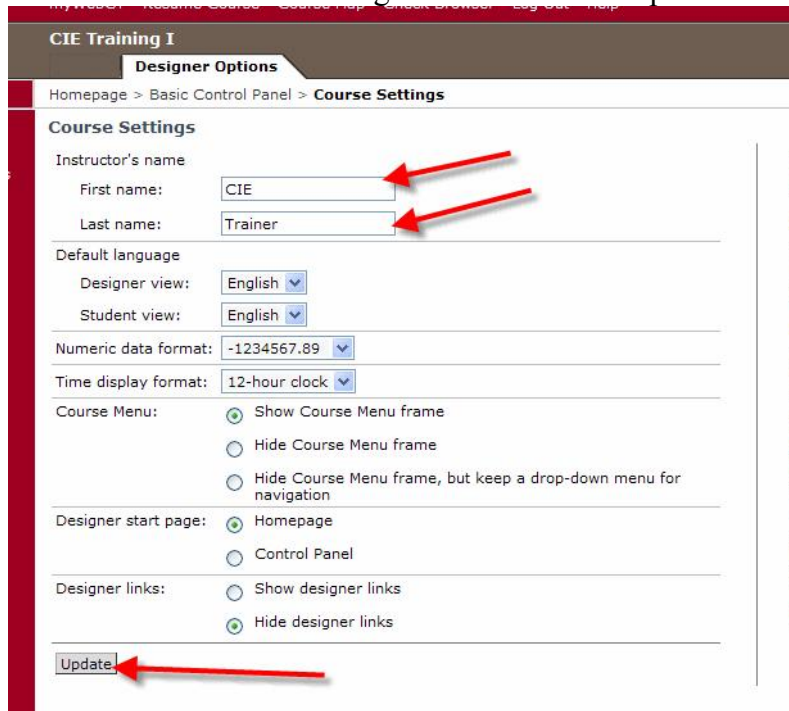 CIE Training I
Designer Options
Homepage > Basic Control Panel > Course Settings
Course Settings
Instructor's name
First name: CIE
Last name: Trainer
Default language
Designer view: English
Student view: English
Numeric data format: -1234567.89
Time display format: 12-hour clock
Course Menu: Show Course Menu frame
Hide Course Menu frame
Hide Course Menu frame, but keep a drop-down menu for
navigation
Designer start page: Homepage
Control Panel
Designer links: Show designer links
Hide designer links
Update